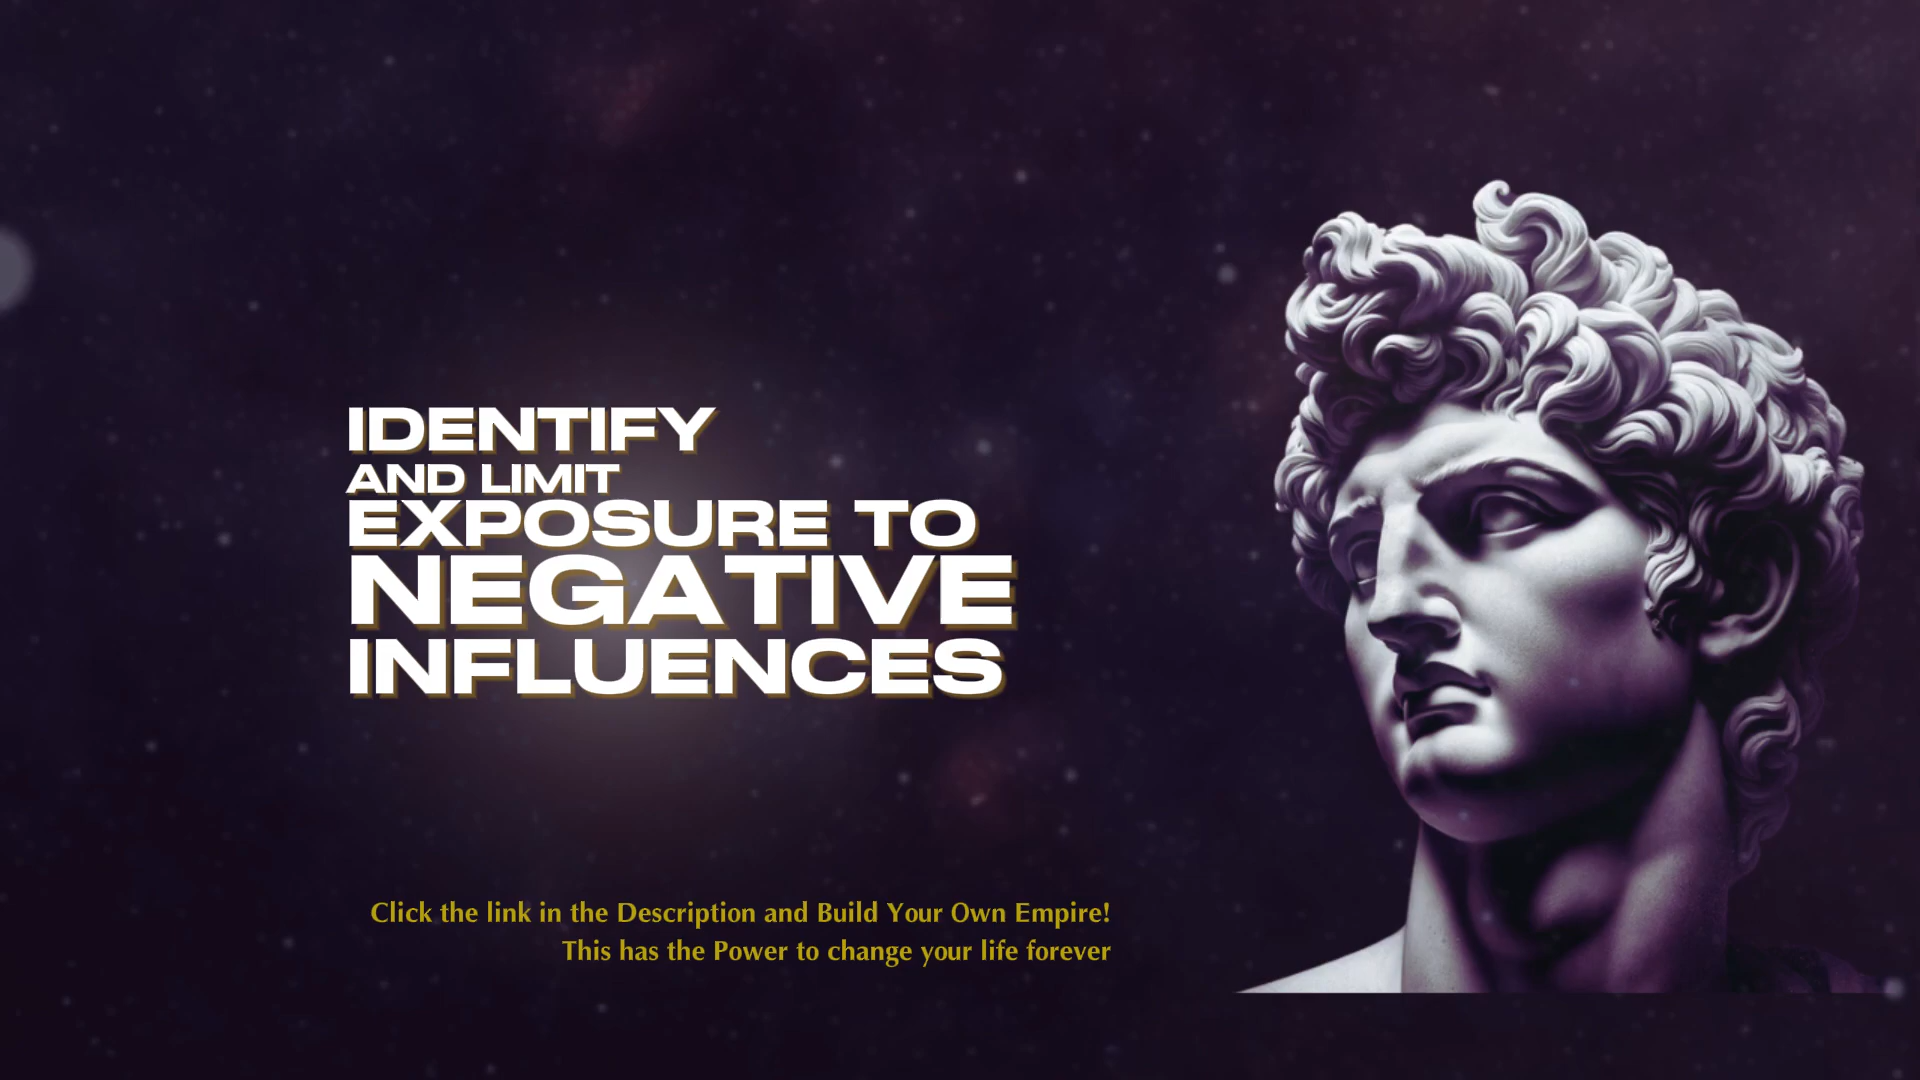 IDENTIFY
AND LIMIT
EXPOSURE TO
NEGATIVE
INFLUENCES
Click the link in the Description and Build Your Own Empire!
This has the Power to change your life forever